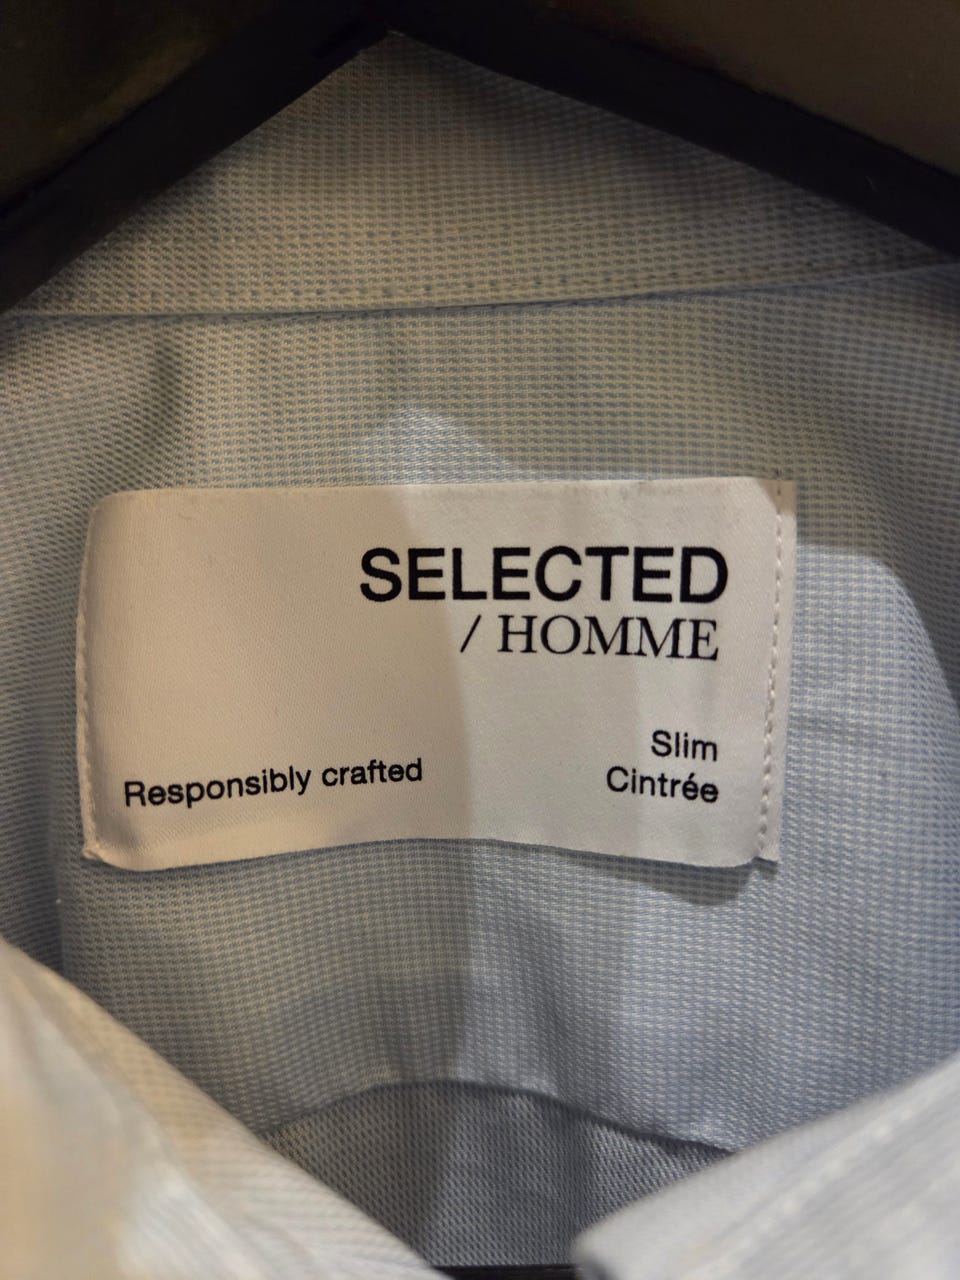 SELECTED
/ HOMME
Slim
Responsibly crafted
Cintrée